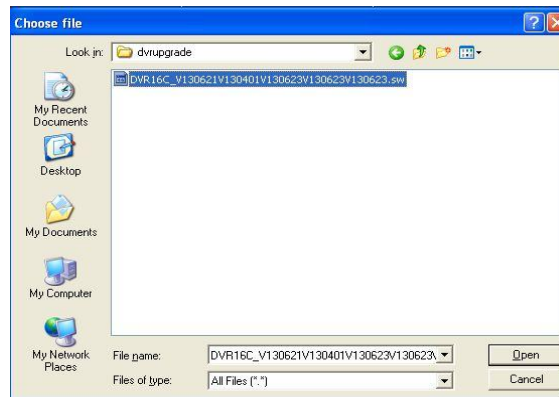 Choose file
Look in:
dvrupgrade
DVR16C_V130621V130401V130623V130623V130623.sw
My Recent
Documents
Desktop
My Documents
My Computer
My Network
Places
File name:
DVR16C_V130621V130401V130623V130623\
Open
Files of type:
All Files (*.*)
Cancel